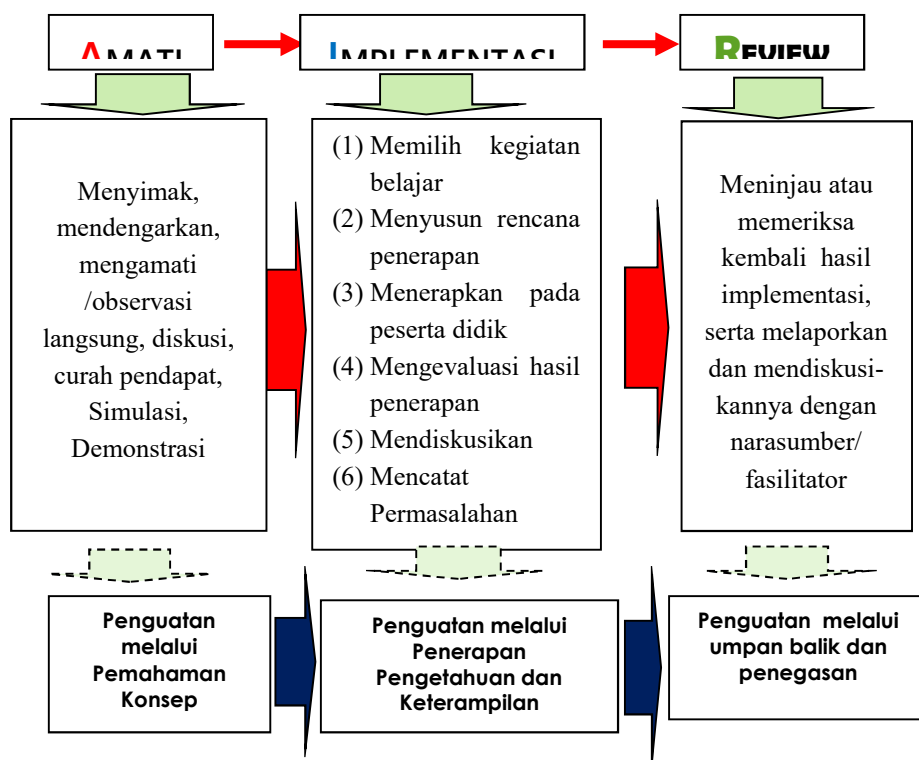 AMATI
IMPLEMENTASI
REVIEW
Menyimak,
mendengarkan,
mengamati
/observasi
langsung, diskusi,
curah pendapat,
Simulasi,
Demonstrasi
(1) Memilih kegiatan
belajar
(2) Menyusun rencana
penerapan
(3) Menerapkan pada
peserta didik
(4) Mengevaluasi hasil
penerapan
(5) Mendiskusikan
(6) Mencatat
Permasalahan
Meninjau atau
memeriksa
kembali hasil
implementasi,
serta melaporkan
dan mendiskusi-
kannya dengan
narasumber/
fasilitator
Penguatan
melalui
Pemahaman
Konsep
Penguatan melalui
Penerapan
Pengetahuan dan
Keterampilan
Penguatan melalui
umpan balik dan
penegasan